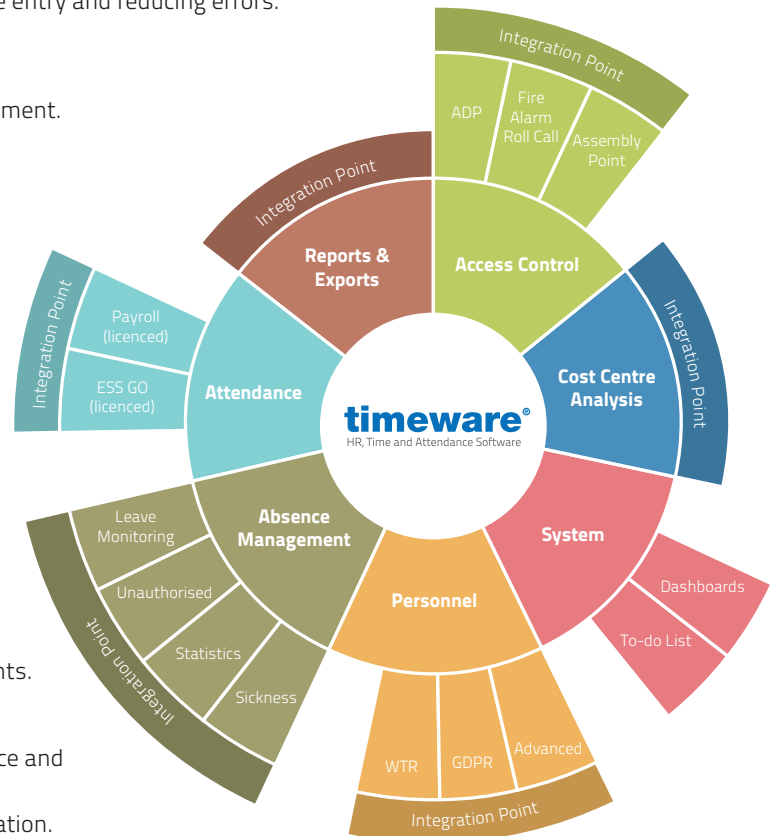 e entry and reducing errors.
ment.
nts.
ce and
ation.
Integration Point
ADP
Fire
Alarm
Roll Call
Assembly
Point
Access Control
Integration Point
Reports &
Exports
Integration Point
Cost Centre
Analysis
Integration Point
Payroll
(licenced)
ESS GO
(licenced)
Attendance
timeware®
HR, Time and Attendance Software
System
Dashboards
To-do List
Absence
Management
Leave
Monitoring
Unauthorised
Statistics
Sickness
Integration Point
Personnel
WTR
GDPR
Advanced
Integration Point